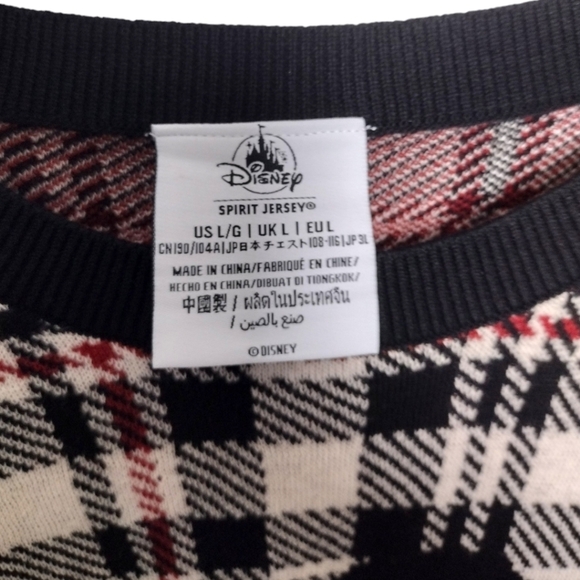 Disney
SPIRIT JERSEY®
US L/G | UK L | EU L
CN190/104A|JP日本チェスト108-116|JP 3L
MADE IN CHINA/FABRIQUÉ EN CHINE/
HECHO EN CHINA/DIBUAT DI TIONGKOK/
中國製/ผลิตในประเทศจีน
صنع بالصين/
©DISNEY